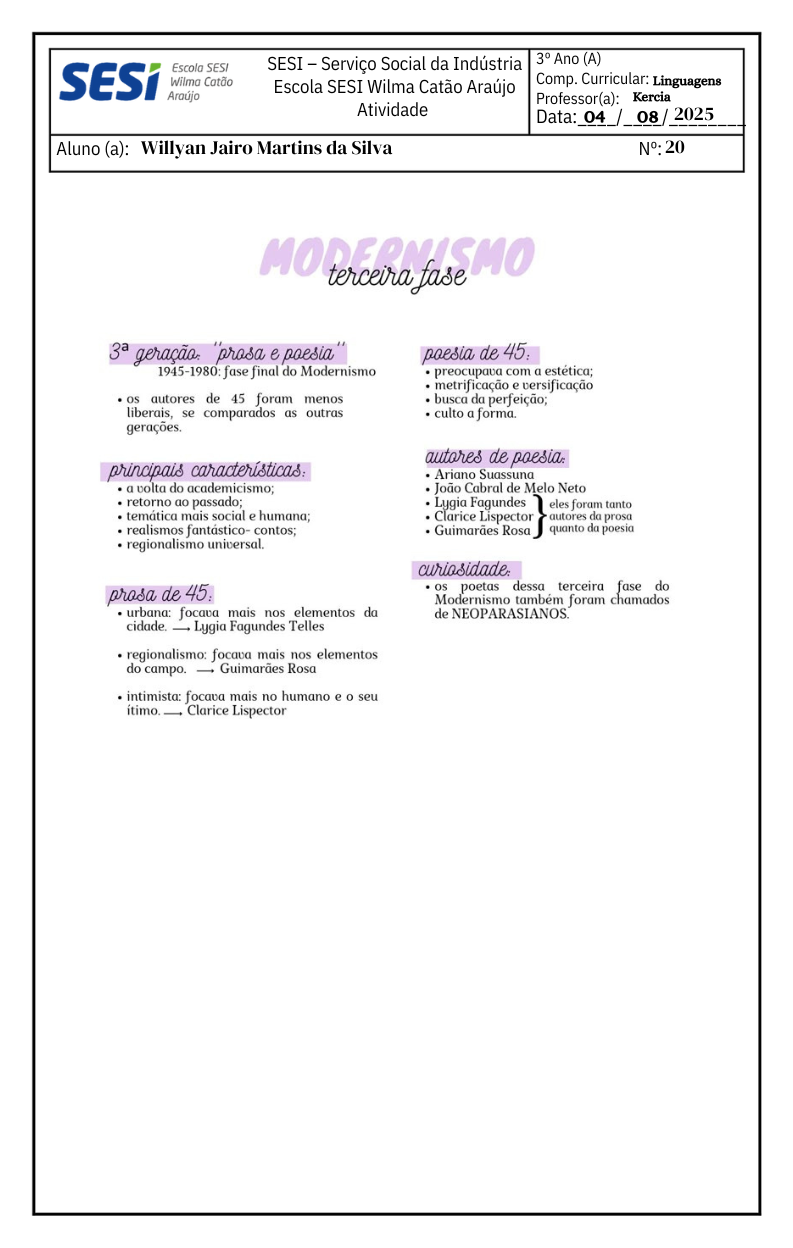 SESI
Escola SESI
Wilma Catão
Araújo
SESI – Serviço Social da Indústria
Escola SESI Wilma Catão Araújo
Atividade
3º Ano (A)
Comp. Curricular: Linguagens
Professor(a): Kercia
Data: 04 / 08 / 2025
Aluno (a): Willyan Jairo Martins da Silva Nº: 20
MODERNISMO
terceira fase
3ª geração: "prosa e poesia"
1945-1980: fase final do Modernismo
• os autores de 45 foram menos
liberais, se comparados as outras
gerações.
principais características:
• a volta do academicismo;
• retorno ao passado;
• temática mais social e humana;
• realismos fantástico- contos;
• regionalismo universal.
prosa de 45:
• urbana: focava mais nos elementos da
cidade. → Lygia Fagundes Telles
• regionalismo: focava mais nos elementos
do campo. → Guimarães Rosa
• intimista: focava mais no humano e o seu
ítimo. → Clarice Lispector
poesia de 45:
• preocupava com a estética;
• metrificação e versificação
• busca da perfeição;
• culto a forma.
autores de poesia:
• Ariano Suassuna
• João Cabral de Melo Neto
• Lygia Fagundes
• Clarice Lispector
• Guimarães Rosa
eles foram tanto
autores da prosa
quanto da poesia
curiosidade:
• os poetas dessa terceira fase do
Modernismo também foram chamados
de NEOPARASIANOS.